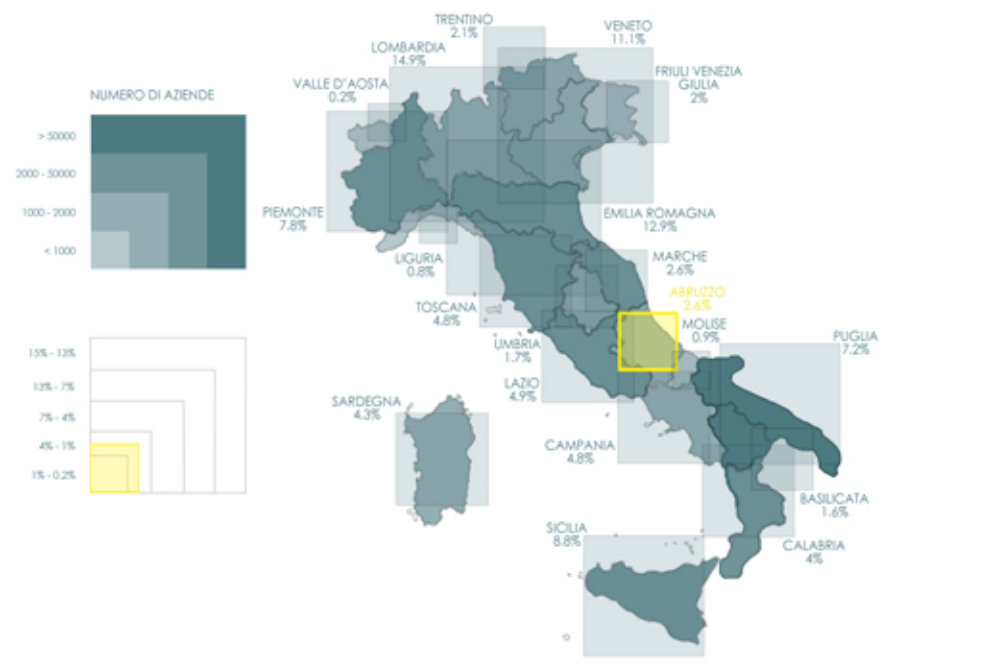 TRENTINO
2.1%
VENETO
11.1%
LOMBARDIA
14.9%
FRIULI VENEZIA
GIULIA
2%
VALLE D'AOSTA
0.2%
NUMERO DI AZIENDE
> 50000
2000 - 50000
1000 - 2000
< 1000
PIEMONTE
7.8%
EMILIA ROMAGNA
12.9%
LIGURIA
0.8%
MARCHE
2.6%
ABRUZZO
2.6%
TOSCANA
4.8%
MOLISE
0.9%
UMBRIA
1.7%
PUGLIA
7.2%
LAZIO
4.9%
15% - 13%
13% - 7%
7% - 4%
4% - 1%
1% - 0.2%
SARDEGNA
4.3%
CAMPANIA
4.8%
BASILICATA
1.6%
SICILIA
8.8%
CALABRIA
4%